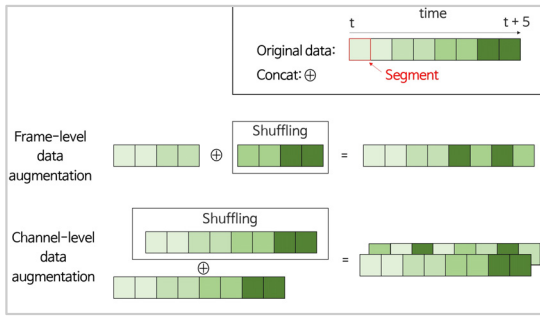 time
t
t + 5
Original data:
Concat: ⊕
Segment
Frame-level
data
augmentation
⊕
Shuffling
=
Channel-level
data
augmentation
Shuffling
⊕
=